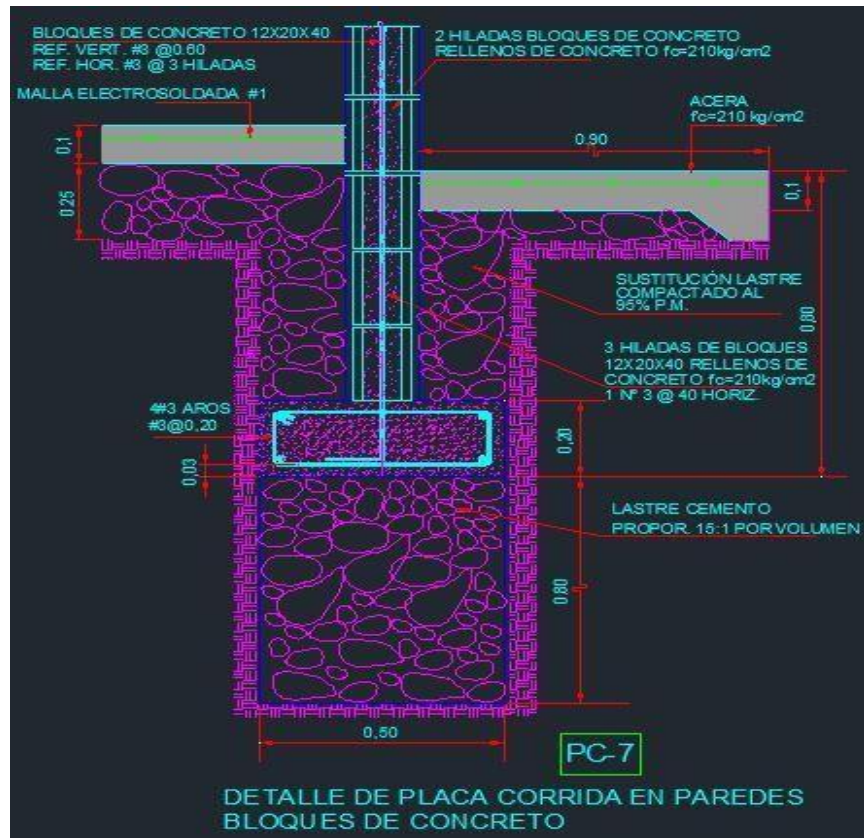 BLOQUES DE CONCRETO 12X20X40
REF. VERT. #3 @0.60
REF. HOR. #3 @ 3 HILADAS
2 HILADAS BLOQUES DE CONCRETO
RELLENOS DE CONCRETO fc=210kg/cm2
MALLA ELECTROSOLDADA #1
ACERA
f'c=210 kg/cm2
0,1
0,90
0,25
0,1
SUSTITUCIÓN LASTRE
COMPACTADO AL
95% P.M.
0,80
3 HILADAS DE BLOQUES
12X20X40 RELLENOS DE
CONCRETO fc=210kg/cm2
1 Nº 3 @ 40 HORIZ.
4#3 AROS
#3@0,20
0,20
0,03
LASTRE CEMENTO
PROPOR. 15:1 POR VOLUMEN
0,80
0,50
PC-7
DETALLE DE PLACA CORRIDA EN PAREDES
BLOQUES DE CONCRETO